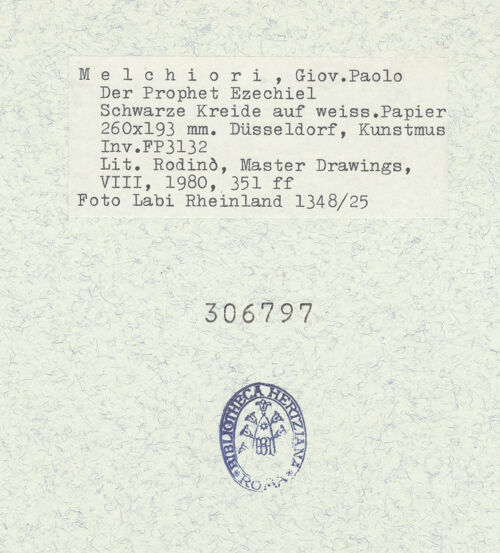 M e l c h i o r i , Giov.Paolo
Der Prophet Ezechiel
Schwarze Kreide auf weiss.Papier
260x193 mm. Düsseldorf, Kunstmus
Inv.FP3132
Lit. Rodinò, Master Drawings,
VIII, 1980, 351 ff
Foto Labi Rheinland 1348/25
306797
BIBLIOTHECA HERTZIANA
ROMA